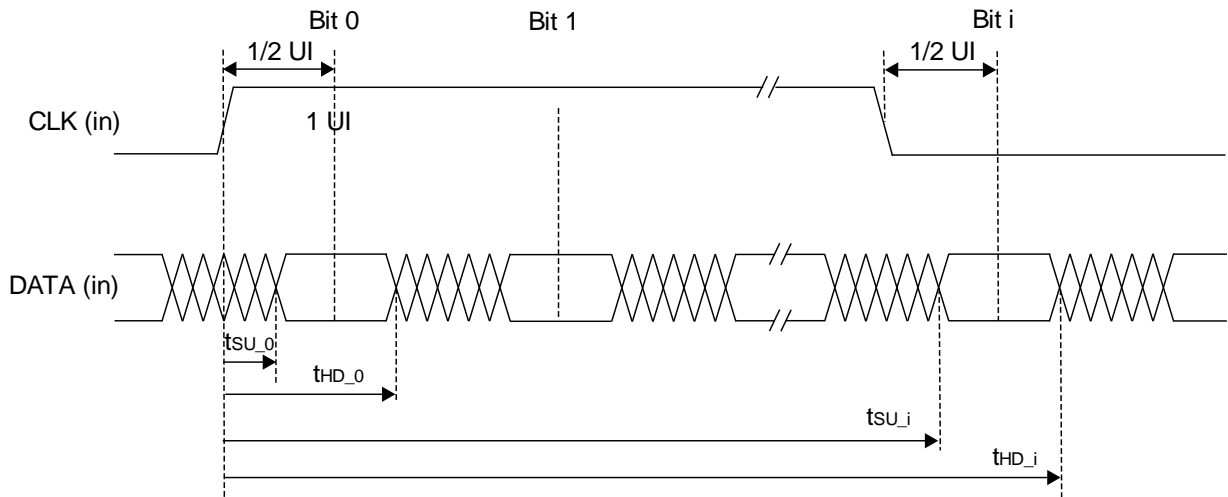 Bit 0 Bit 1 Bit i
1/2 UI 1/2 UI
CLK (in) 1 UI
DATA (in)
tSU_0
tHD_0
tSU_i
tHD_i